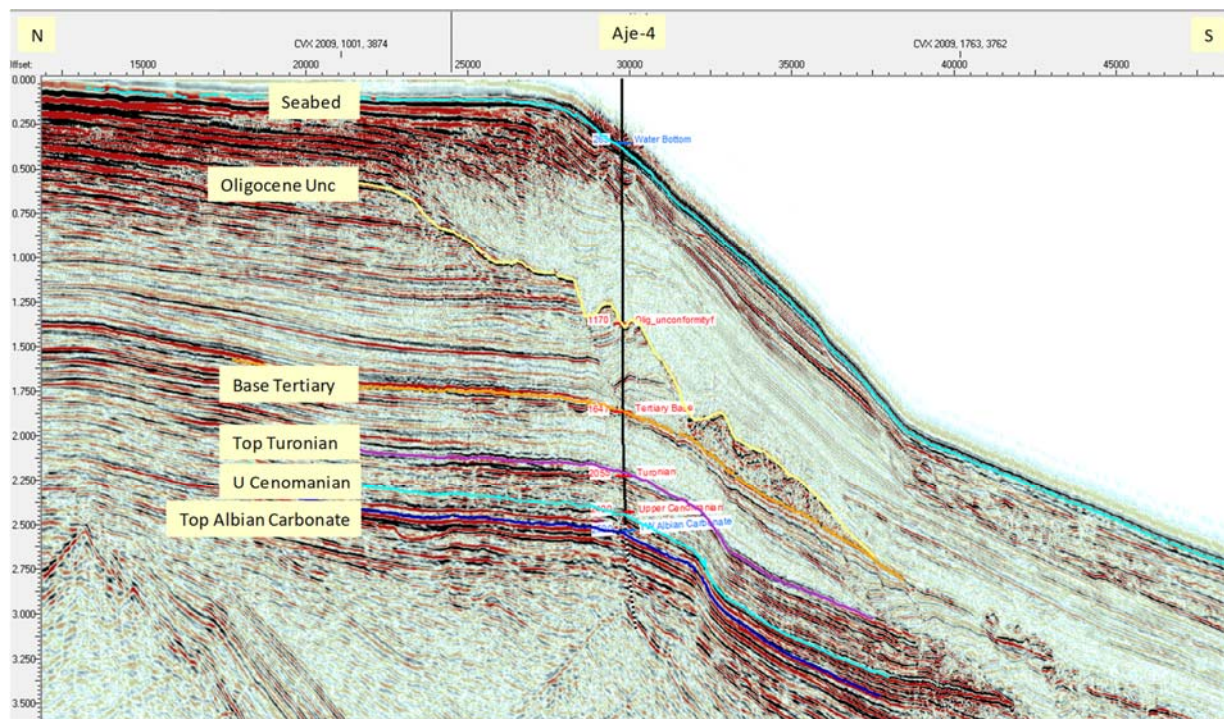 N
Aje-4
S
CVX 2009, 1001, 3874
CVX 2009, 1763, 3762
Offset:
15000
20000
25000
30000
35000
40000
45000
0.000
Seabed
0.250
Water Bottom
0.500
Oligocene Unc
0.750
1.000
1.250
1170
Olig_unconformityf
1.500
Base Tertiary
1.750
Tertiary Base
2.000
Top Turonian
Turonian
2.250
U Cenomanian
Upper Cenomanian
2.500
Top Albian Carbonate
Albian Carbonate
2.750
3.000
3.250
3.500